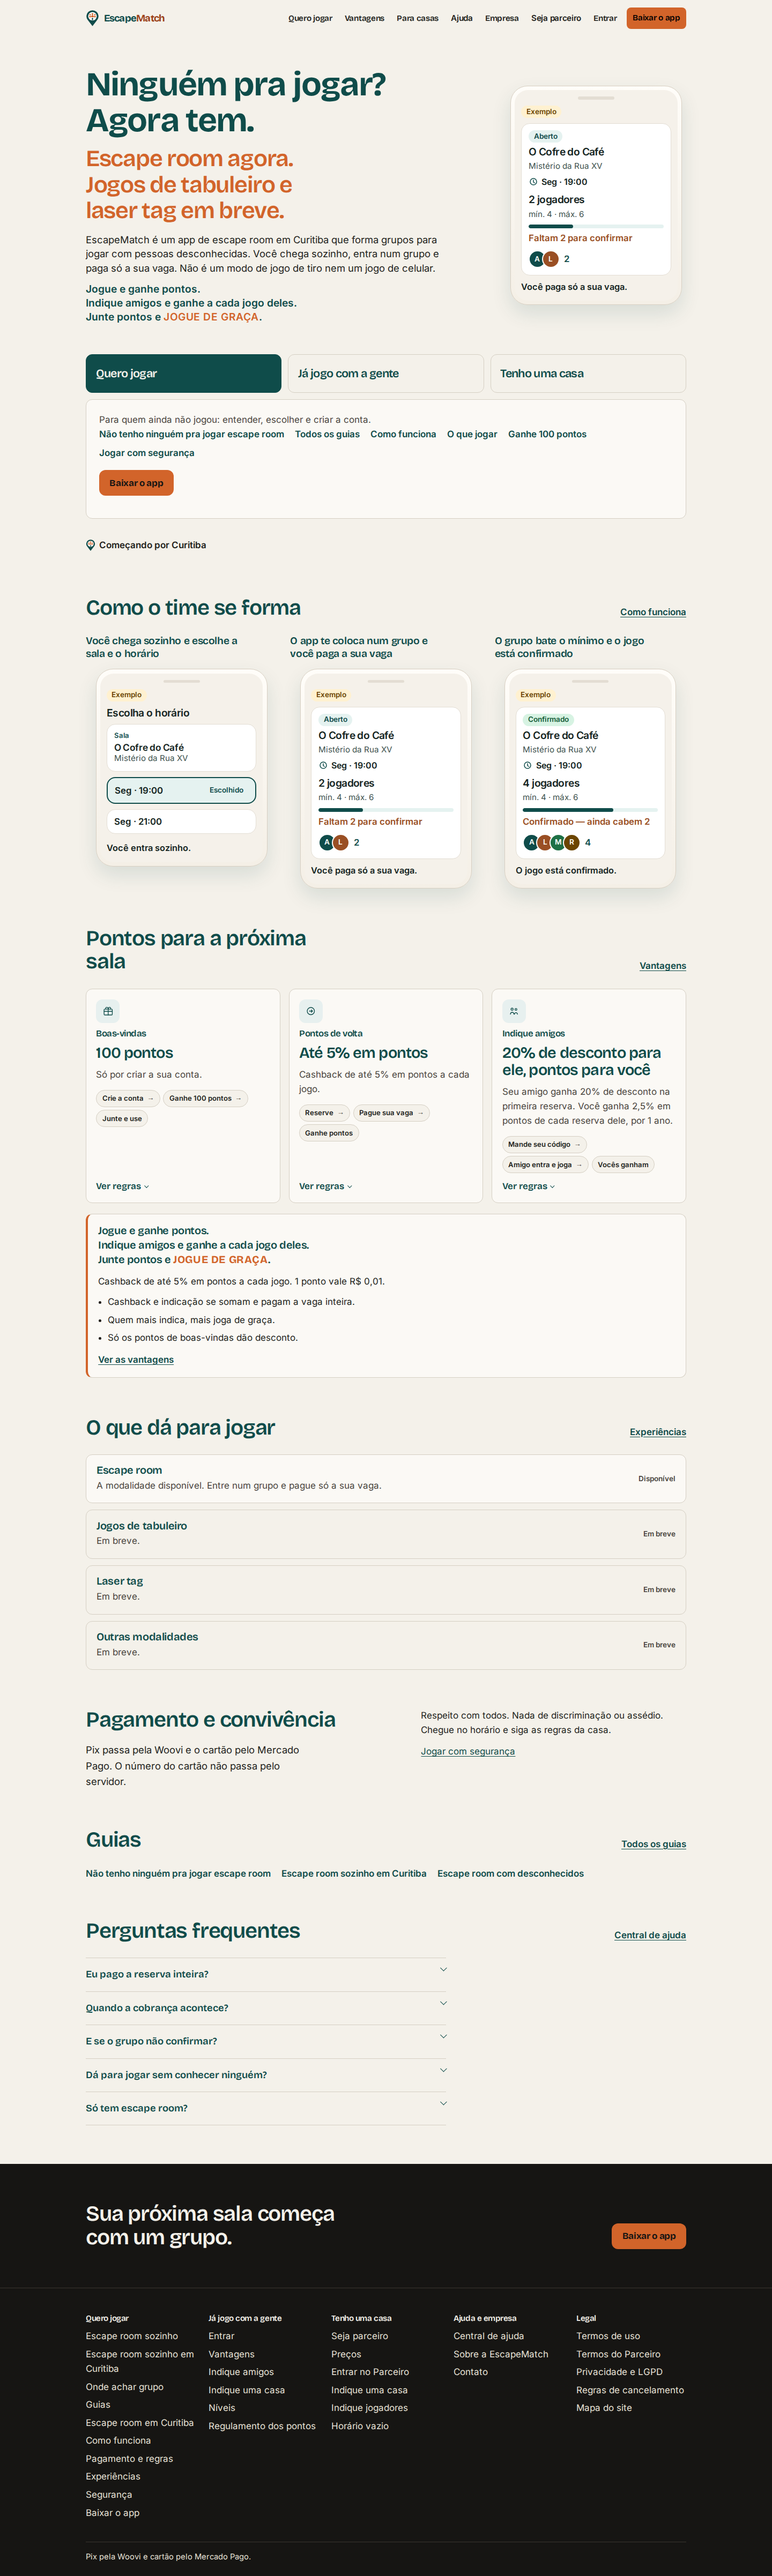 EscapeMatch
Quero jogar Vantagens Para casas Ajuda Empresa Seja parceiro Entrar Baixar o app
Ninguém pra jogar?
Agora tem.
Escape room agora.
Jogos de tabuleiro e
laser tag em breve.
EscapeMatch é um app de escape room em Curitiba que forma grupos para
jogar com pessoas desconhecidas. Você chega sozinho, entra num grupo e
paga só a sua vaga. Não é um modo de jogo de tiro nem um jogo de celular.
Jogue e ganhe pontos.
Indique amigos e ganhe a cada jogo deles.
Junte pontos e JOGUE DE GRAÇA.
Exemplo
Aberto
O Cofre do Café
Mistério da Rua XV
Seg · 19:00
2 jogadores
mín. 4 · máx. 6
Faltam 2 para confirmar
A L 2
Você paga só a sua vaga.
Quero jogar
Já jogo com a gente
Tenho uma casa
Para quem ainda não jogou: entender, escolher e criar a conta.
Não tenho ninguém pra jogar escape room Todos os guias Como funciona O que jogar Ganhe 100 pontos
Jogar com segurança
Baixar o app
Começando por Curitiba
Como o time se forma
Como funciona
Você chega sozinho e escolhe a
sala e o horário
Exemplo
Escolha o horário
Sala
O Cofre do Café
Mistério da Rua XV
Seg · 19:00 Escolhido
Seg · 21:00
Você entra sozinho.
O app te coloca num grupo e
você paga a sua vaga
Exemplo
Aberto
O Cofre do Café
Mistério da Rua XV
Seg · 19:00
2 jogadores
mín. 4 · máx. 6
Faltam 2 para confirmar
A L 2
Você paga só a sua vaga.
O grupo bate o mínimo e o jogo
está confirmado
Exemplo
Confirmado
O Cofre do Café
Mistério da Rua XV
Seg · 19:00
4 jogadores
mín. 4 · máx. 6
Confirmado — ainda cabem 2
A L M R 4
O jogo está confirmado.
Pontos para a próxima
sala
Vantagens
Boas-vindas
100 pontos
Só por criar a sua conta.
Crie a conta → Ganhe 100 pontos →
Junte e use
Ver regras
Pontos de volta
Até 5% em pontos
Cashback de até 5% em pontos a cada
jogo.
Reserve → Pague sua vaga →
Ganhe pontos
Ver regras
Indique amigos
20% de desconto para
ele, pontos para você
Seu amigo ganha 20% de desconto na
primeira reserva. Você ganha 2,5% em
pontos de cada reserva dele, por 1 ano.
Mande seu código →
Amigo entra e joga → Vocês ganham
Ver regras
Jogue e ganhe pontos.
Indique amigos e ganhe a cada jogo deles.
Junte pontos e JOGUE DE GRAÇA.
Cashback de até 5% em pontos a cada jogo. 1 ponto vale R$ 0,01.
• Cashback e indicação se somam e pagam a vaga inteira.
• Quem mais indica, mais joga de graça.
• Só os pontos de boas-vindas dão desconto.
Ver as vantagens
O que dá para jogar
Experiências
Escape room
A modalidade disponível. Entre num grupo e pague só a sua vaga.
Disponível
Jogos de tabuleiro
Em breve.
Em breve
Laser tag
Em breve.
Em breve
Outras modalidades
Em breve.
Em breve
Pagamento e convivência
Pix passa pela Woovi e o cartão pelo Mercado
Pago. O número do cartão não passa pelo
servidor.
Respeito com todos. Nada de discriminação ou assédio.
Chegue no horário e siga as regras da casa.
Jogar com segurança
Guias
Todos os guias
Não tenho ninguém pra jogar escape room Escape room sozinho em Curitiba Escape room com desconhecidos
Perguntas frequentes
Central de ajuda
Eu pago a reserva inteira?
Quando a cobrança acontece?
E se o grupo não confirmar?
Dá para jogar sem conhecer ninguém?
Só tem escape room?
Sua próxima sala começa
com um grupo.
Baixar o app
Quero jogar
Escape room sozinho
Escape room sozinho em
Curitiba
Onde achar grupo
Guias
Escape room em Curitiba
Como funciona
Pagamento e regras
Experiências
Segurança
Baixar o app
Já jogo com a gente
Entrar
Vantagens
Indique amigos
Indique uma casa
Níveis
Regulamento dos pontos
Tenho uma casa
Seja parceiro
Preços
Entrar no Parceiro
Indique uma casa
Indique jogadores
Horário vazio
Ajuda e empresa
Central de ajuda
Sobre a EscapeMatch
Contato
Legal
Termos de uso
Termos do Parceiro
Privacidade e LGPD
Regras de cancelamento
Mapa do site
Pix pela Woovi e cartão pelo Mercado Pago.